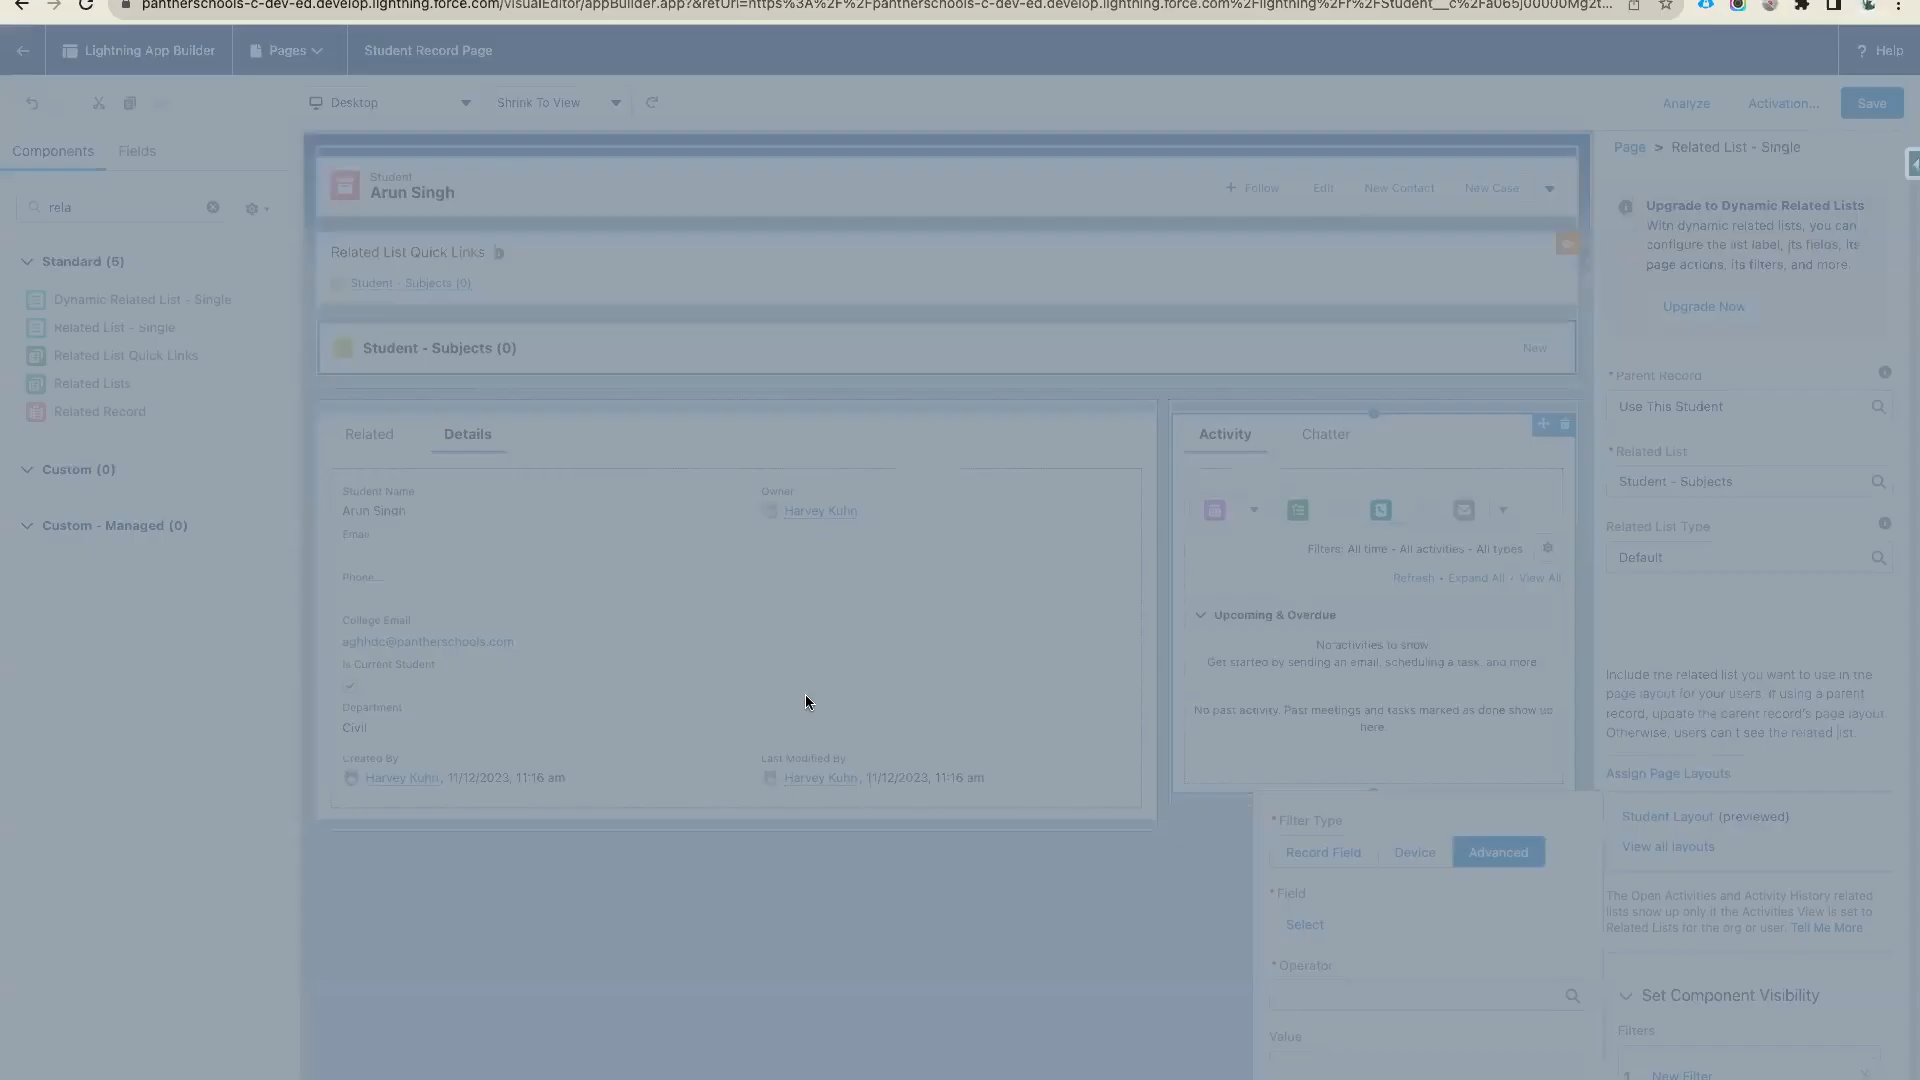 pantherschools-c-dev-ed.develop.lightning.force.com/visualEditor/appBuilder.app?&retUrl=https%3A%2F%2Fpantherschools-c-dev-ed.develop.lightning.force.com%2Flightning%2Fr%2FStudent__c%2Fa065j00000Mg2t...
Lightning App Builder
Pages
Student Record Page
? Help
Desktop
Shrink To View
Analyze
Activation...
Save
Components
Fields
rela
Standard (5)
Dynamic Related List - Single
Related List - Single
Related List Quick Links
Related Lists
Related Record
Custom (0)
Custom - Managed (0)
Student
Arun Singh
+ Follow
Edit
New Contact
New Case
Related List Quick Links
Student - Subjects (0)
Student - Subjects (0)
New
Related
Details
Student Name
Arun Singh
Owner
Harvey Kuhn
Email
Phone...
College Email
aghhdc@pantherschools.com
Is Current Student
Department
Civil
Created By
Harvey Kuhn, 11/12/2023, 11:16 am
Last Modified By
Harvey Kuhn, 11/12/2023, 11:16 am
Activity
Chatter
Filters: All time - All activities - All types
Refresh • Expand All • View All
Upcoming & Overdue
No activities to show.
Get started by sending an email, scheduling a task, and more.
No past activity. Past meetings and tasks marked as done show up
here.
* Filter Type
Record Field
Device
Advanced
* Field
Select
* Operator
Value
Page > Related List - Single
Upgrade to Dynamic Related Lists
With dynamic related lists, you can
configure the list label, its fields, its
page actions, its filters, and more.
Upgrade Now
* Parent Record
Use This Student
* Related List
Student - Subjects
Related List Type
Default
Include the related list you want to use in the
page layout for your users. If using a parent
record, update the parent record's page layout.
Otherwise, users can't see the related list.
Assign Page Layouts
Student Layout (previewed)
View all layouts
The Open Activities and Activity History related
lists show up only if the Activities View is set to
Related Lists for the org or user. Tell Me More
Set Component Visibility
Filters
1 New Filter